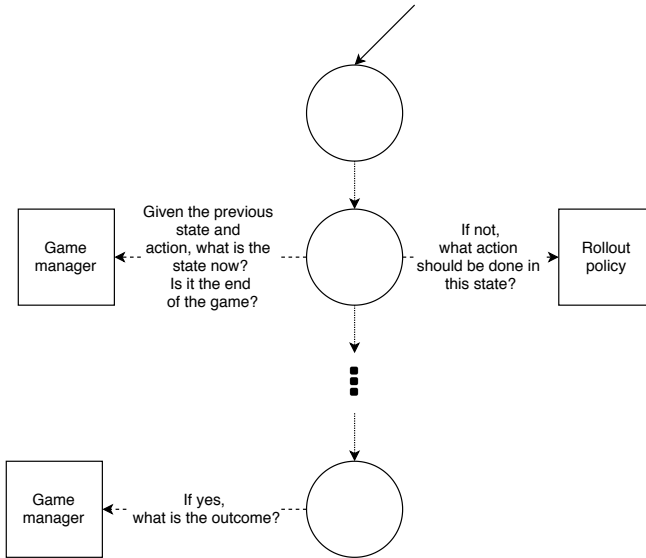 Game
manager
Given the previous
state and
action, what is the
state now?
Is it the end
of the game?
If not,
what action
should be done in
this state?
Rollout
policy
Game
manager
If yes,
what is the outcome?